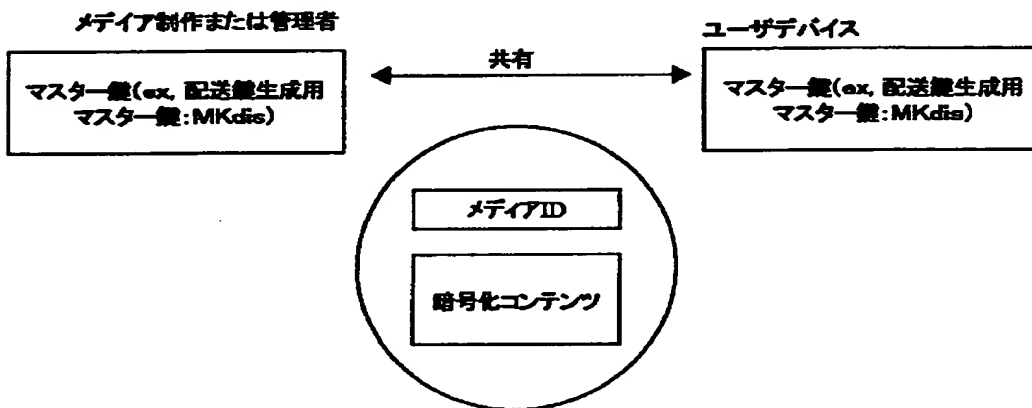 メデイア制作または管理者
ユーザデバイス
共有
マスター鍵(ex, 配送鍵生成用
マスター鍵:MKdis)
マスター鍵(ex, 配送鍵生成用
マスター鍵:MKdis)
メディアID
暗号化コンテンツ